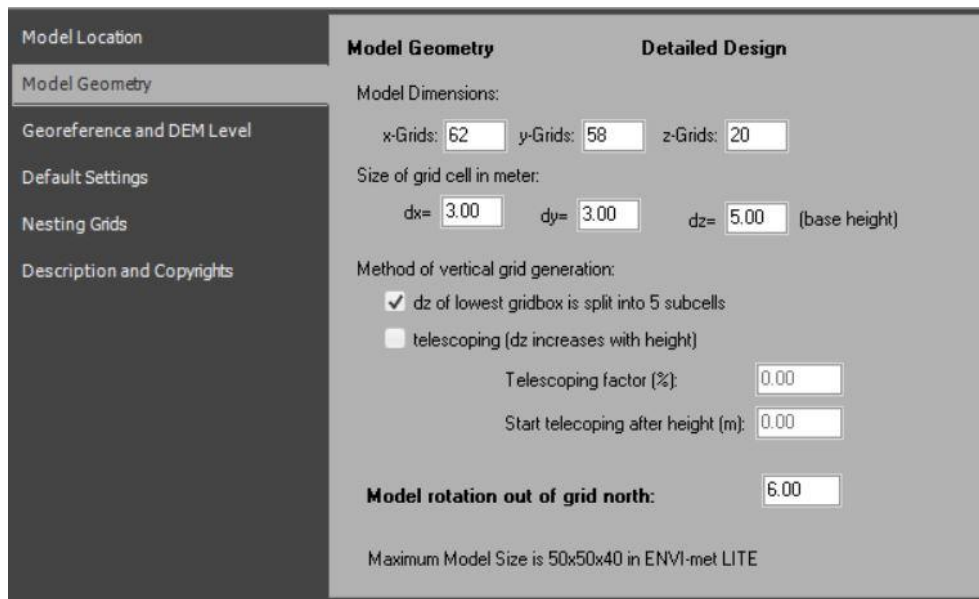 Model Location
Model Geometry
Georeference and DEM Level
Default Settings
Nesting Grids
Description and Copyrights
Model Geometry Detailed Design
Model Dimensions:
x-Grids: 62 y-Grids: 58 z-Grids: 20
Size of grid cell in meter:
dx= 3.00 dy= 3.00 dz= 5.00 (base height)
Method of vertical grid generation:
dz of lowest gridbox is split into 5 subcells
telescoping (dz increases with height)
Telescoping factor (%): 0.00
Start telecoping after height (m): 0.00
Model rotation out of grid north: 6.00
Maximum Model Size is 50x50x40 in ENVI-met LITE